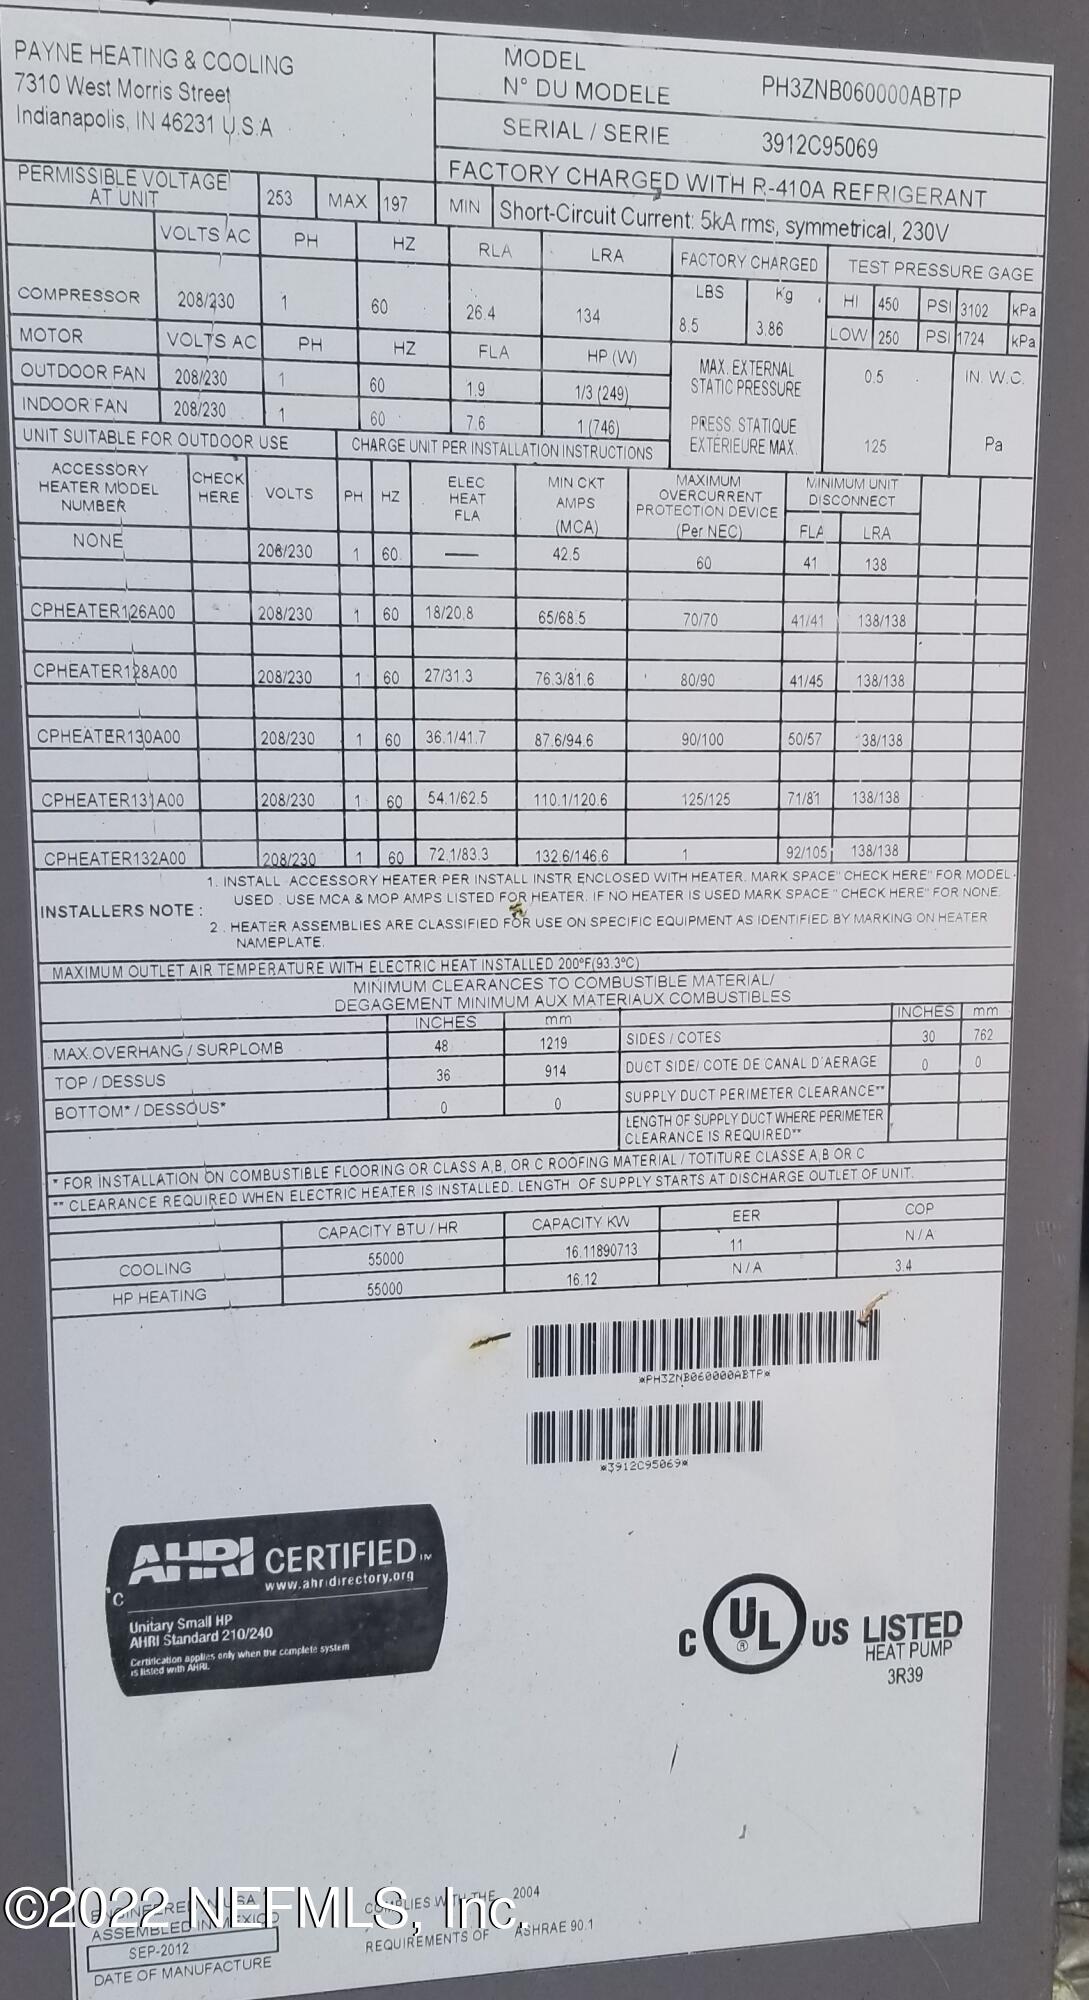 PAYNE HEATING & COOLING
7310 West Morris Street
Indianapolis, IN 46231 U.S.A
MODEL
N° DU MODELE PH3ZNB060000ABTP
SERIAL / SERIE 3912C95069
FACTORY CHARGED WITH R-410A REFRIGERANT
PERMISSIBLE VOLTAGE
AT UNIT 253 MAX 197 MIN Short-Circuit Current: 5kA rms, symmetrical, 230V
VOLTS AC PH HZ RLA LRA FACTORY CHARGED TEST PRESSURE GAGE
COMPRESSOR 208/230 1 60 26.4 134
LBS Kg
8.5 3.86
HI 450 PSI 3102 kPa
LOW 250 PSI 1724 kPa
MOTOR VOLTS AC PH HZ FLA HP (W)
OUTDOOR FAN 208/230 1 60 1.9 1/3 (249)
INDOOR FAN 208/230 1 60 7.6 1 (746)
MAX. EXTERNAL
STATIC PRESSURE 0.5 IN. W.C.
PRESS. STATIQUE
EXTÉRIEURE MAX. 125 Pa
UNIT SUITABLE FOR OUTDOOR USE CHARGE UNIT PER INSTALLATION INSTRUCTIONS
ACCESSORY
HEATER MODEL
NUMBER
CHECK
HERE
VOLTS PH HZ
ELEC
HEAT
FLA
MIN CKT
AMPS
(MCA)
MAXIMUM
OVERCURRENT
PROTECTION DEVICE
(Per NEC)
MINIMUM UNIT
DISCONNECT
FLA LRA
NONE 208/230 1 60 — 42.5 60 41 138
CPHEATER126A00 208/230 1 60 18/20.8 65/68.5 70/70 41/41 138/138
CPHEATER128A00 208/230 1 60 27/31.3 76.3/81.6 80/90 41/45 138/138
CPHEATER130A00 208/230 1 60 36.1/41.7 87.6/94.6 90/100 50/57 38/138
CPHEATER131A00 208/230 1 60 54.1/62.5 110.1/120.6 125/125 71/81 138/138
CPHEATER132A00 208/230 1 60 72.1/83.3 132.6/146.6 1 92/105 138/138
INSTALLERS NOTE :
1. INSTALL ACCESSORY HEATER PER INSTALL INSTR ENCLOSED WITH HEATER. MARK SPACE" CHECK HERE" FOR MODEL
USED . USE MCA & MOP AMPS LISTED FOR HEATER. IF NO HEATER IS USED MARK SPACE " CHECK HERE" FOR NONE.
2 . HEATER ASSEMBLIES ARE CLASSIFIED FOR USE ON SPECIFIC EQUIPMENT AS IDENTIFIED BY MARKING ON HEATER
NAMEPLATE.
MAXIMUM OUTLET AIR TEMPERATURE WITH ELECTRIC HEAT INSTALLED 200°F(93.3°C)
MINIMUM CLEARANCES TO COMBUSTIBLE MATERIAL/
DEGAGEMENT MINIMUM AUX MATERIAUX COMBUSTIBLES
INCHES mm INCHES mm
MAX.OVERHANG / SURPLOMB 48 1219 SIDES / COTES 30 762
TOP / DESSUS 36 914 DUCT SIDE/ COTE DE CANAL D'AERAGE 0 0
BOTTOM* / DESSOUS* 0 0 SUPPLY DUCT PERIMETER CLEARANCE**
LENGTH OF SUPPLY DUCT WHERE PERIMETER
CLEARANCE IS REQUIRED**
* FOR INSTALLATION ON COMBUSTIBLE FLOORING OR CLASS A,B, OR C ROOFING MATERIAL / TOTITURE CLASSE A,B OR C
** CLEARANCE REQUIRED WHEN ELECTRIC HEATER IS INSTALLED. LENGTH OF SUPPLY STARTS AT DISCHARGE OUTLET OF UNIT.
CAPACITY BTU / HR CAPACITY KW EER COP
COOLING 55000 16.11890713 11 N/A
HP HEATING 55000 16.12 N/A 3.4
*PH3ZNB060000ABTP*
*3912C95069*
AHRI CERTIFIED TM
www.ahridirectory.org
C
Unitary Small HP
AHRI Standard 210/240
Certification applies only when the complete system
is listed with AHRI.
C UL ® US LISTED
HEAT PUMP
3R39
ENGINEERED USA
ASSEMBLED IN MEXICO
SEP-2012
DATE OF MANUFACTURE
COMPLIES WITH THE 2004
REQUIREMENTS OF ASHRAE 90.1
©2022 NEFMLS, Inc.